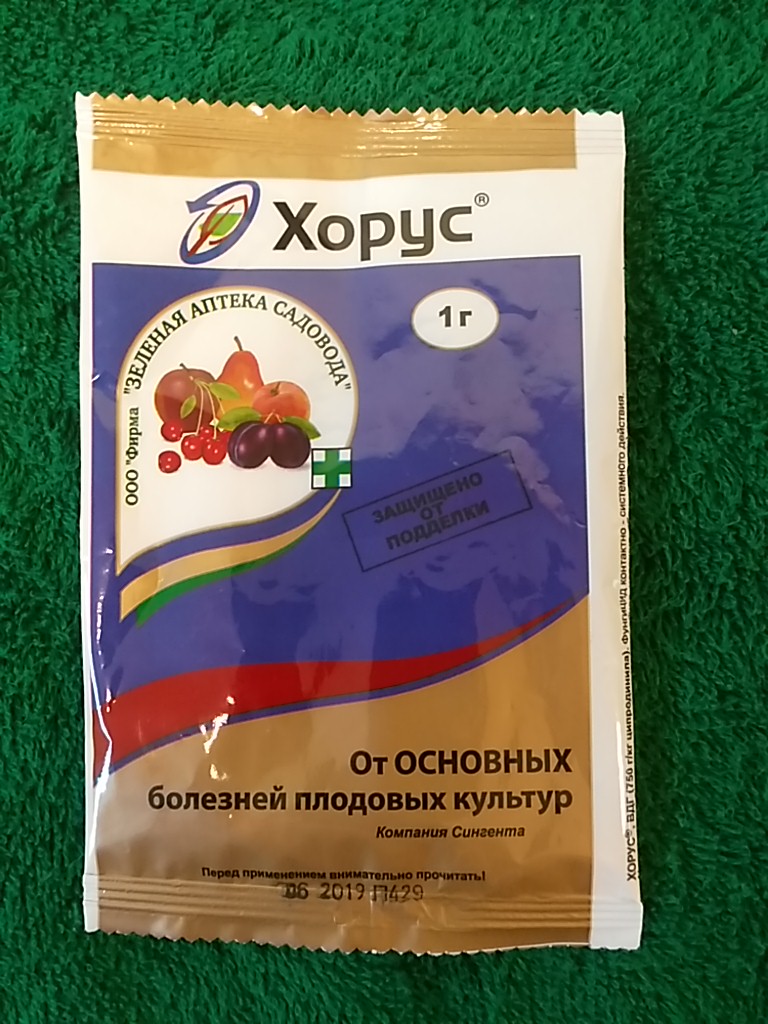 Хорус®
1 г
ООО "Фирма "ЗЕЛЕНАЯ АПТЕКА САДОВОДА"
ЗАЩИЩЕНО
ОТ
ПОДДЕЛКИ
От ОСНОВНЫХ
болезней плодовых культур
Компания Сингента
Перед применением внимательно прочитать!
06 2019 П429
ХОРУС®, ВДГ (750 г/кг ципродинила). Фунгицид контактно - системного действия.